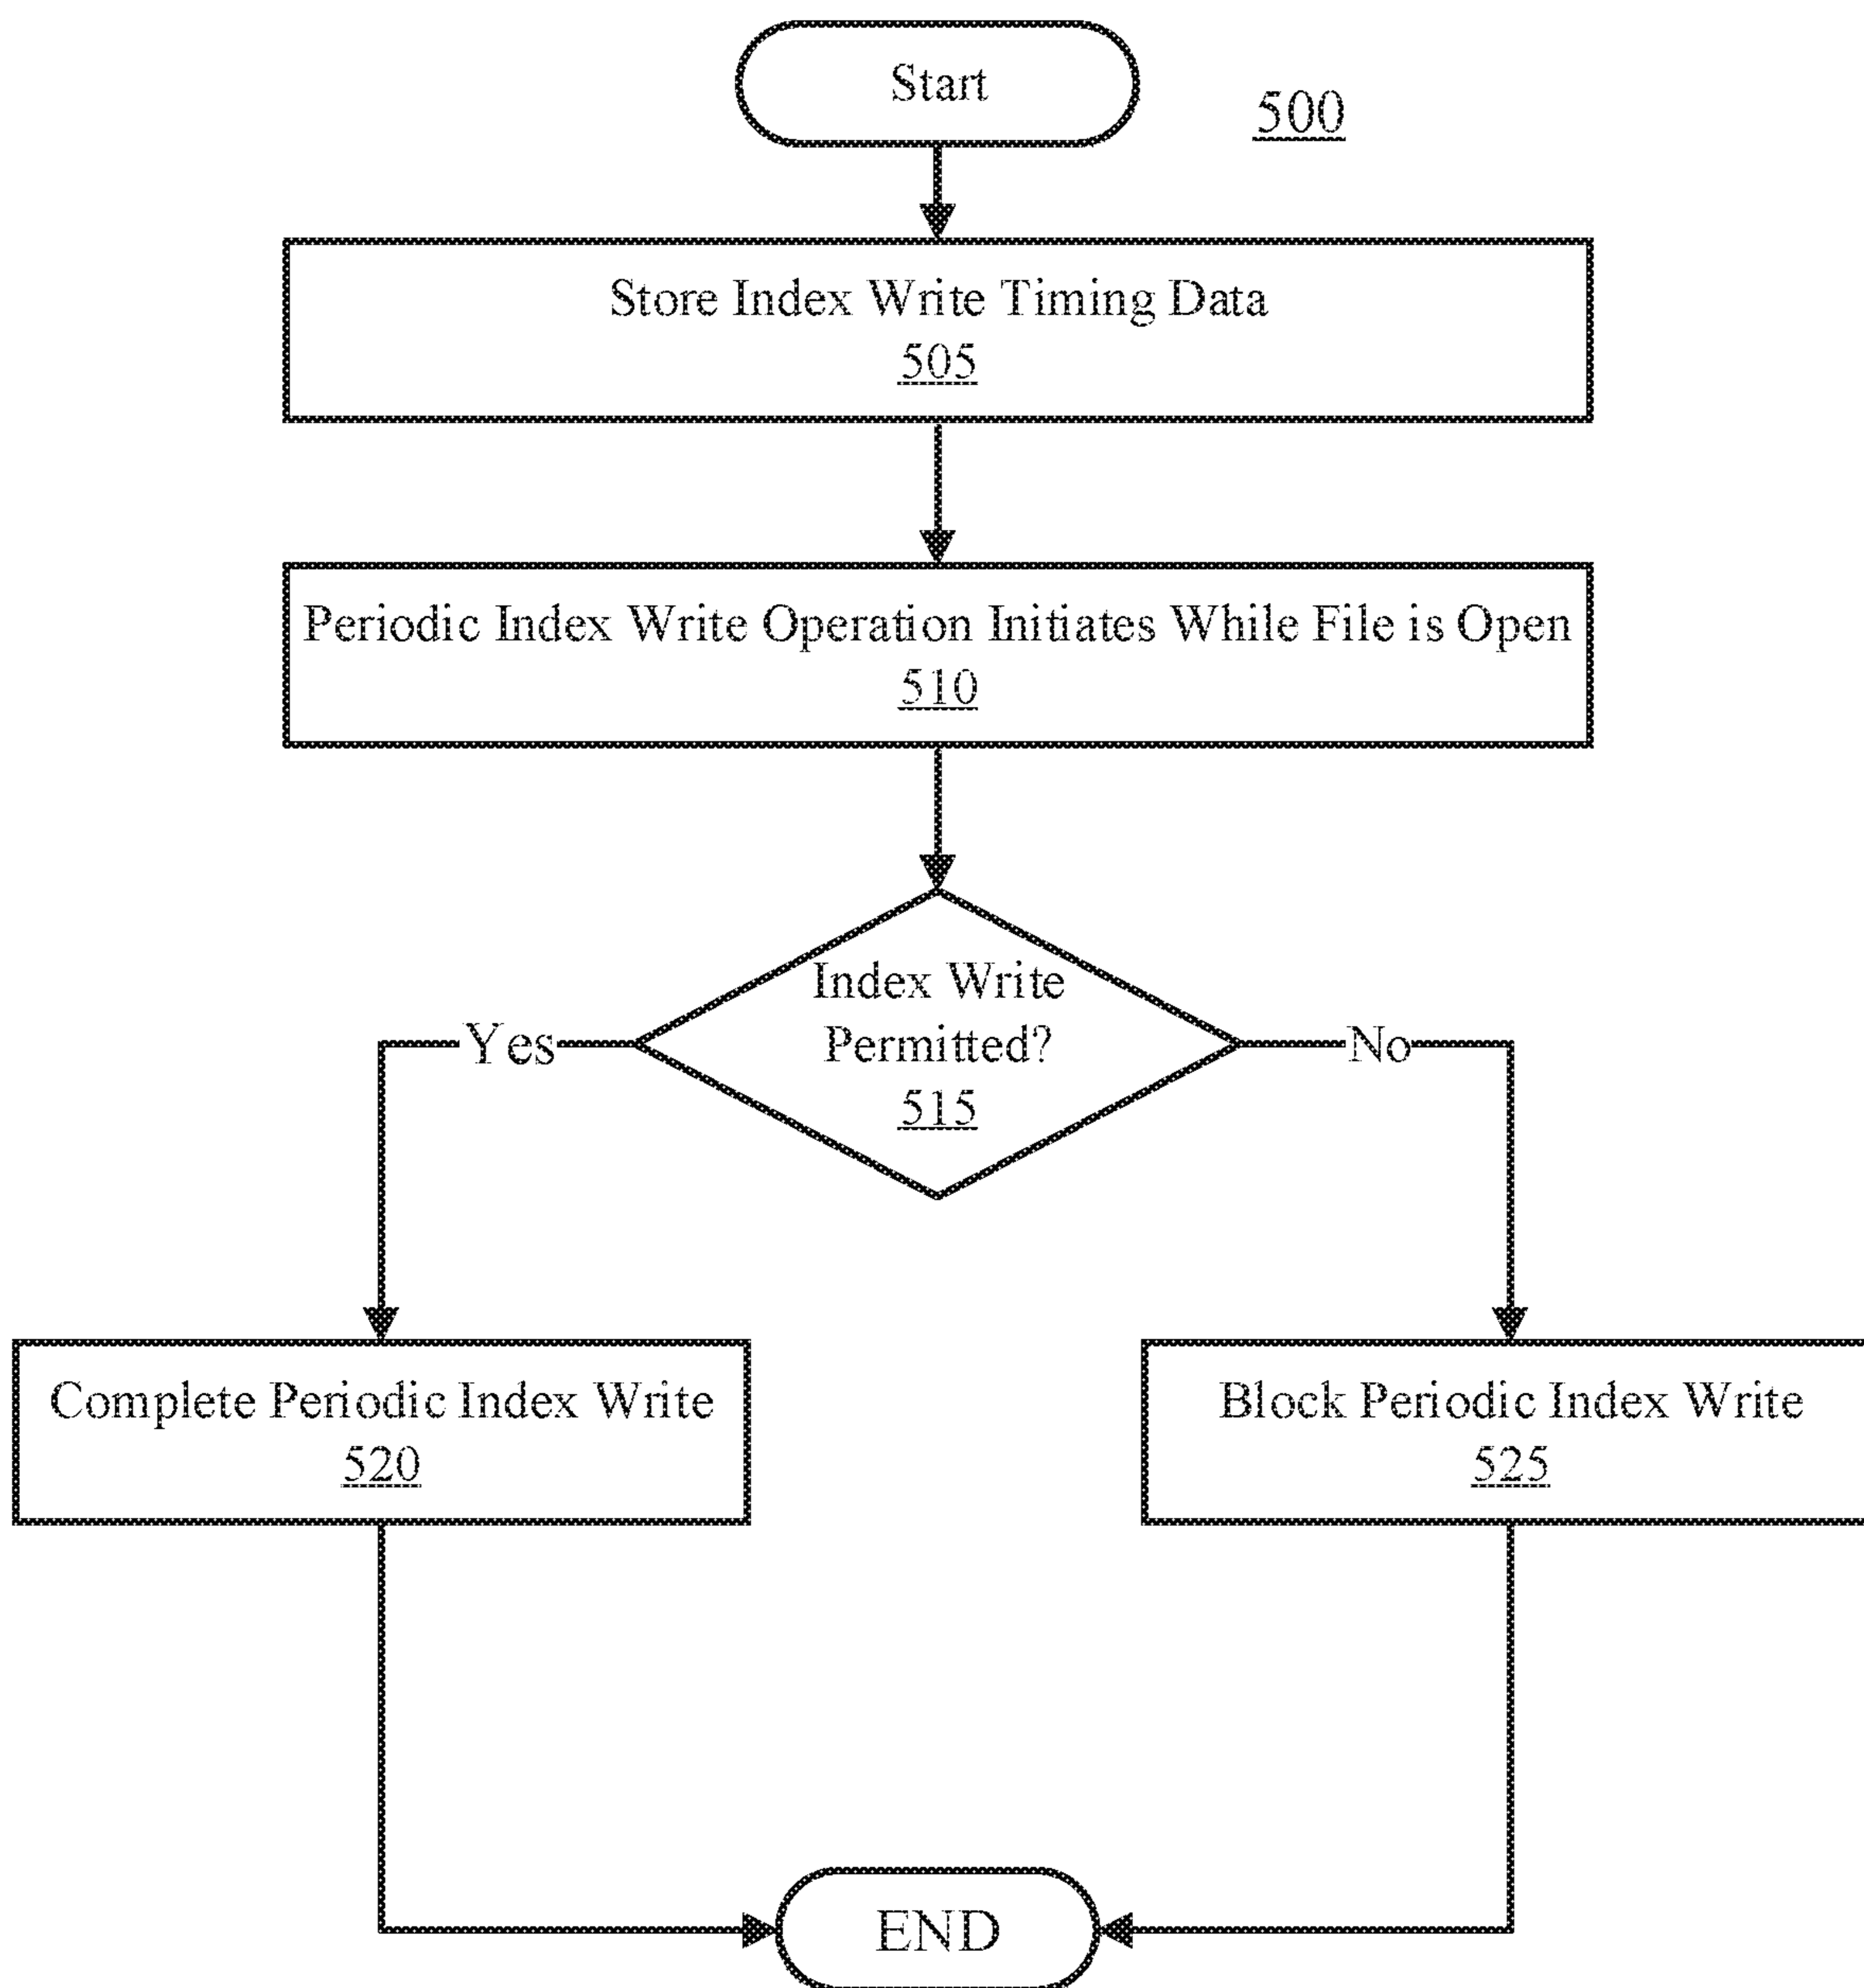 Start
500
Store Index Write Timing Data
505
Periodic Index Write Operation Initiates While File is Open
510
Index Write
Permitted?
515
Yes
No
Complete Periodic Index Write
520
Block Periodic Index Write
525
END